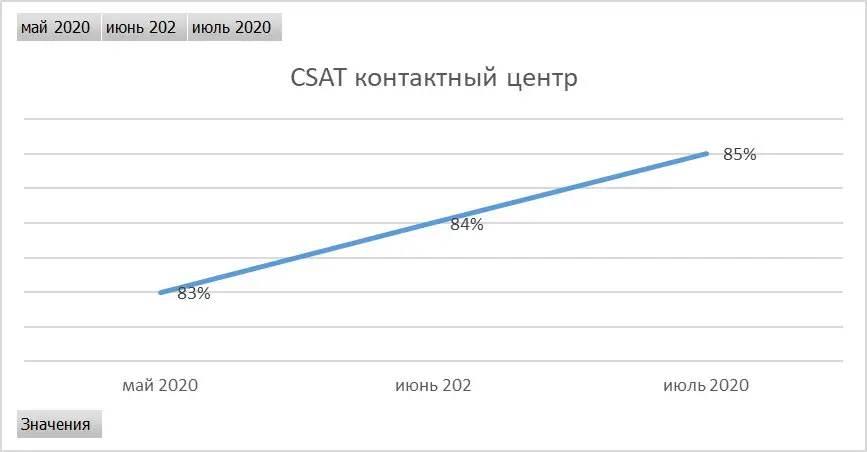 май 2020 июнь 202 июль 2020
CSAT контактный центр
85%
84%
83%
май 2020 июнь 202 июль 2020
Значения